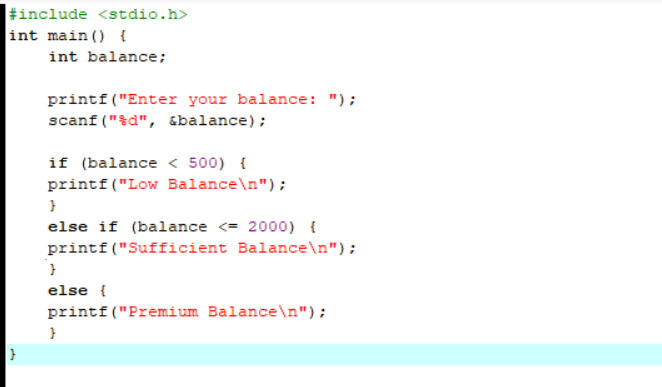 #include <stdio.h>
int main() {
    int balance;

    printf("Enter your balance: ");
    scanf("%d", &balance);

    if (balance < 500) {
    printf("Low Balance\n");
    }
    else if (balance <= 2000) {
    printf("Sufficient Balance\n");
    }
    else {
    printf("Premium Balance\n");
    }
}